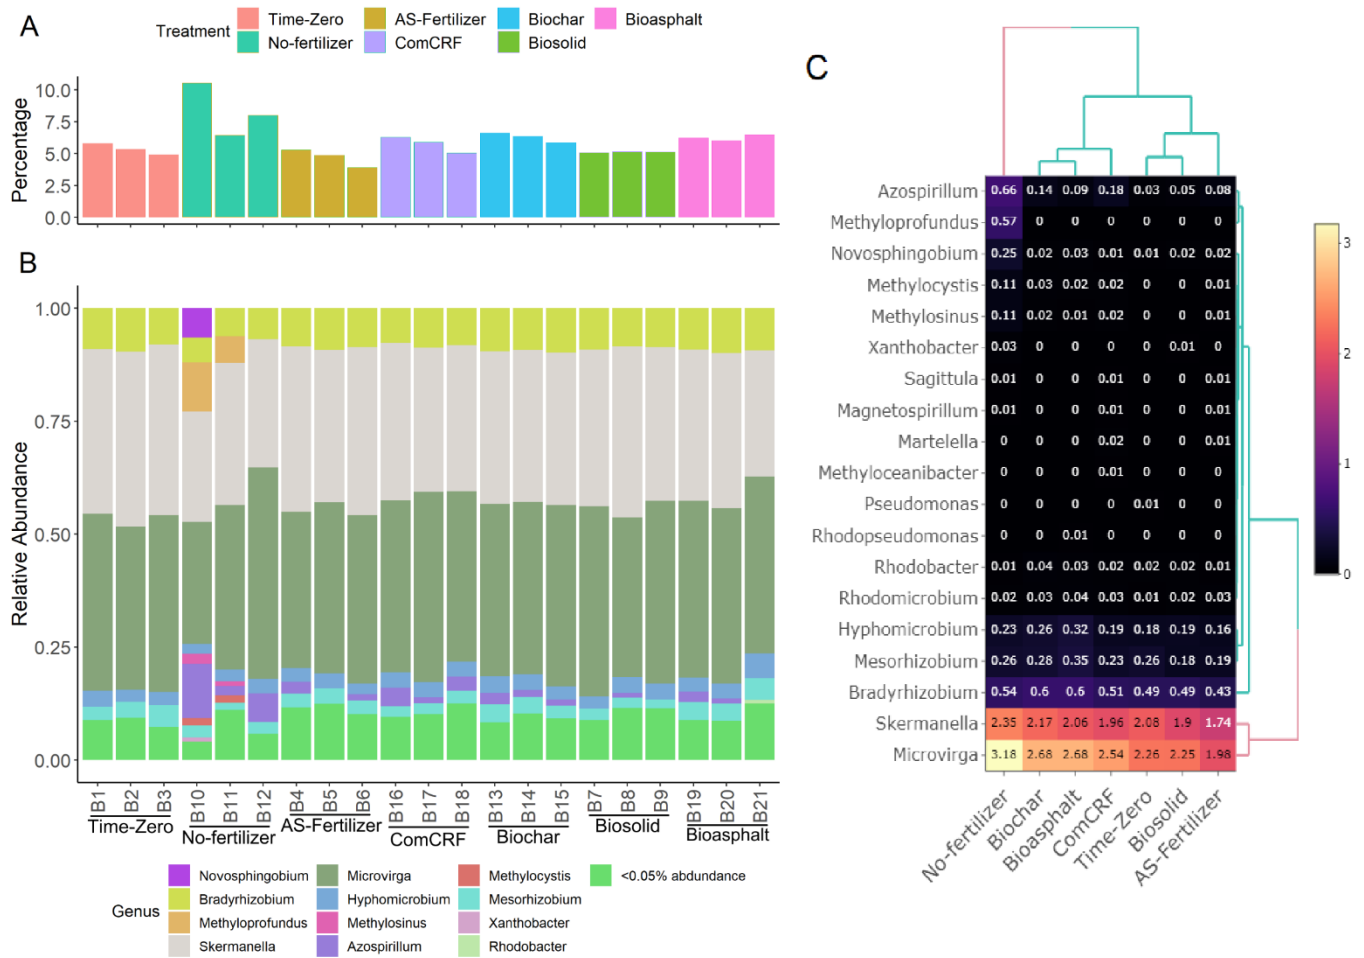 A
Treatment
Time-Zero
AS-Fertilizer
Biochar
Bioasphalt
No-fertilizer
ComCRF
Biosolid
Percentage
10.0
7.5
5.0
2.5
0.0
B
Relative Abundance
1.00
0.75
0.50
0.25
0.00
B1 B2 B3 B10 B11 B12 B4 B5 B6 B16 B17 B18 B13 B14 B15 B7 B8 B9 B19 B20 B21
Time-Zero No-fertilizer AS-Fertilizer ComCRF Biochar Biosolid Bioasphalt
Genus
Novosphingobium Microvirga Methylocystis <0.05% abdundance
Bradyrhizobium Hyphomicrobium Mesorhizobium
Methyloprofundus Methylosinus Xanthobacter
Skermanella Azospirillum Rhodobacter
C
Azospirillum 0.66 0.14 0.09 0.18 0.03 0.05 0.08
Methyloprofundus 0.57 0 0 0 0 0 0
Novosphingobium 0.25 0.02 0.03 0.01 0.01 0.02 0.02
Methylocystis 0.11 0.03 0.02 0.02 0 0 0.01
Methylosinus 0.11 0.02 0.01 0.02 0 0 0.01
Xanthobacter 0.03 0 0 0 0 0.01 0
Sagittula 0.01 0 0 0.01 0 0 0.01
Magnetospirillum 0.01 0 0 0.01 0 0 0.01
Martelella 0 0 0 0.02 0 0 0.01
Methyloceanibacter 0 0 0 0.01 0 0 0
Pseudomonas 0 0 0 0 0.01 0 0
Rhodopseudomonas 0 0 0.01 0 0 0 0
Rhodobacter 0.01 0.04 0.03 0.02 0.02 0.02 0.01
Rhodomicrobium 0.02 0.03 0.04 0.03 0.01 0.02 0.03
Hyphomicrobium 0.23 0.26 0.32 0.19 0.18 0.19 0.16
Mesorhizobium 0.26 0.28 0.35 0.23 0.26 0.18 0.19
Bradyrhizobium 0.54 0.6 0.6 0.51 0.49 0.49 0.43
Skermanella 2.35 2.17 2.06 1.96 2.08 1.9 1.74
Microvirga 3.18 2.68 2.68 2.54 2.26 2.25 1.98
No-fertilizer Biochar Bioasphalt ComCRF Time-Zero Biosolid AS-Fertilizer
3
2
1
0